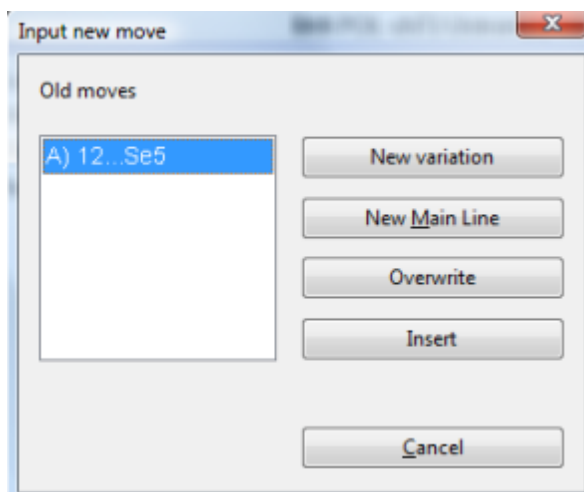 Input new move
Old moves
A) 12...Se5
New variation
New Main Line
Overwrite
Insert
Cancel